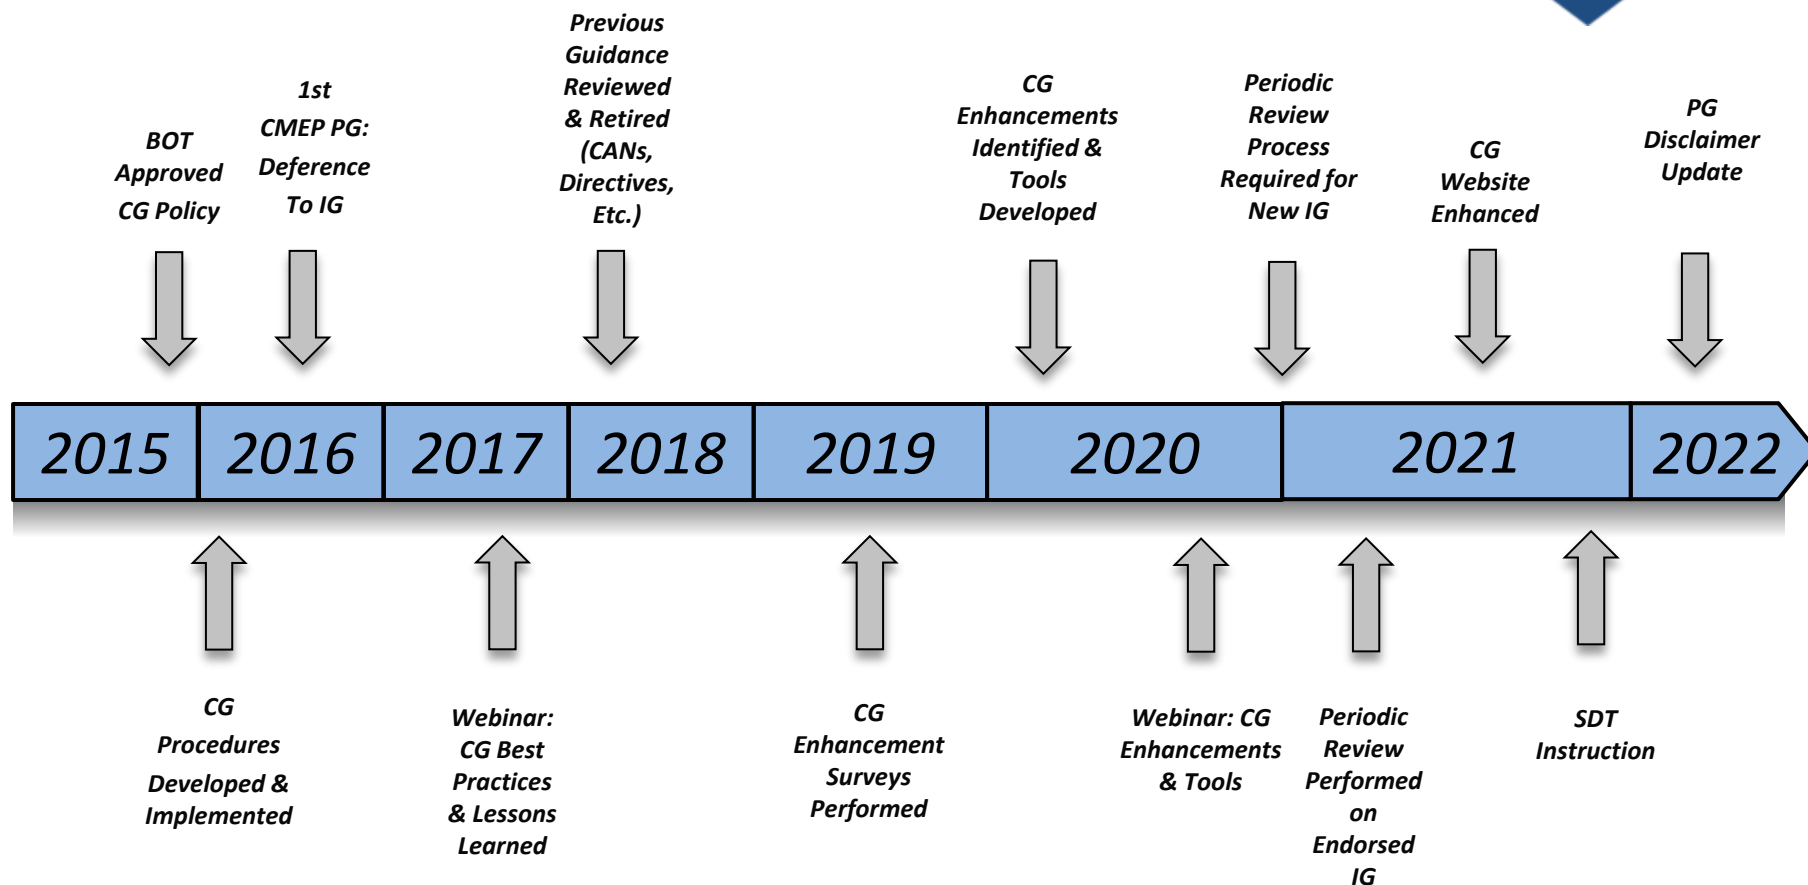 BOT
Approved
CG Policy
1st
CMEP PG:
Deference
To IG
Previous
Guidance
Reviewed
& Retired
(CANs,
Directives,
Etc.)
CG
Enhancements
Identified &
Tools
Developed
Periodic
Review
Process
Required for
New IG
CG
Website
Enhanced
PG
Disclaimer
Update
2015
2016
2017
2018
2019
2020
2021
2022
CG
Procedures
Developed &
Implemented
Webinar:
CG Best
Practices
& Lessons
Learned
CG
Enhancement
Surveys
Performed
Webinar: CG
Enhancements
& Tools
Periodic
Review
Performed
on
Endorsed
IG
SDT
Instruction